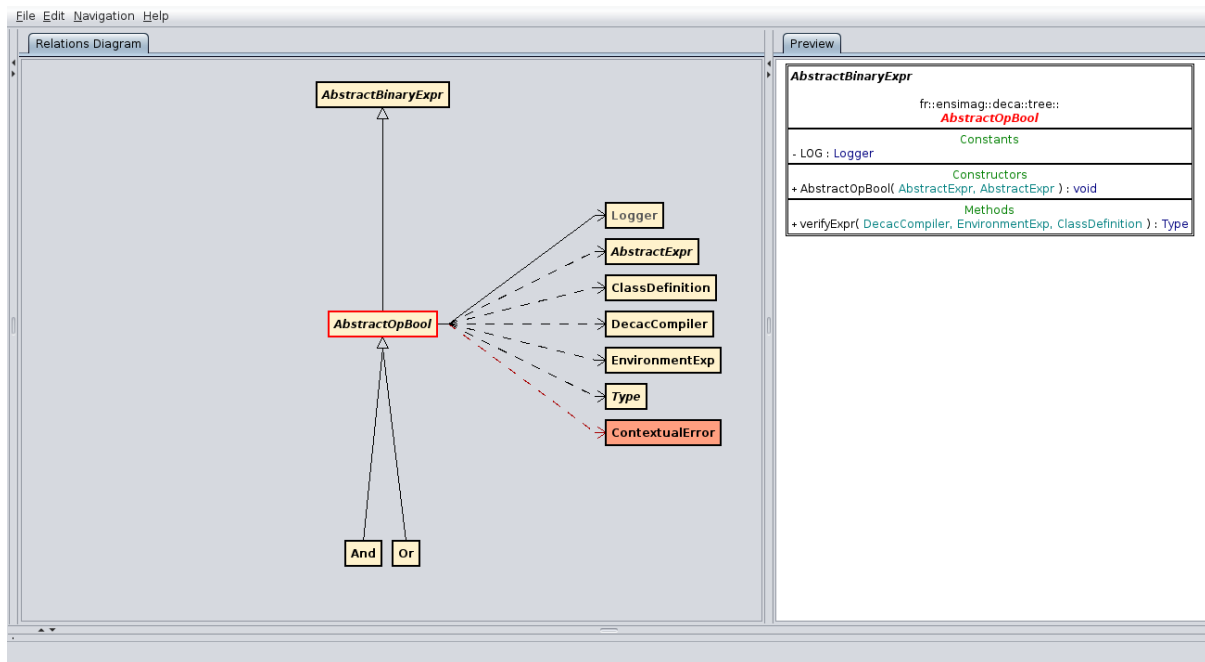 File Edit Navigation Help
Relations Diagram
AbstractBinaryExpr
Logger
AbstractExpr
ClassDefinition
AbstractOpBool
DecacCompiler
EnvironmentExp
Type
ContextualError
And
Or
Preview
AbstractBinaryExpr
fr::ensimag::deca::tree::
AbstractOpBool
Constants
- LOG : Logger
Constructors
+ AbstractOpBool( AbstractExpr, AbstractExpr ) : void
Methods
+ verifyExpr( DecacCompiler, EnvironmentExp, ClassDefinition ) : Type